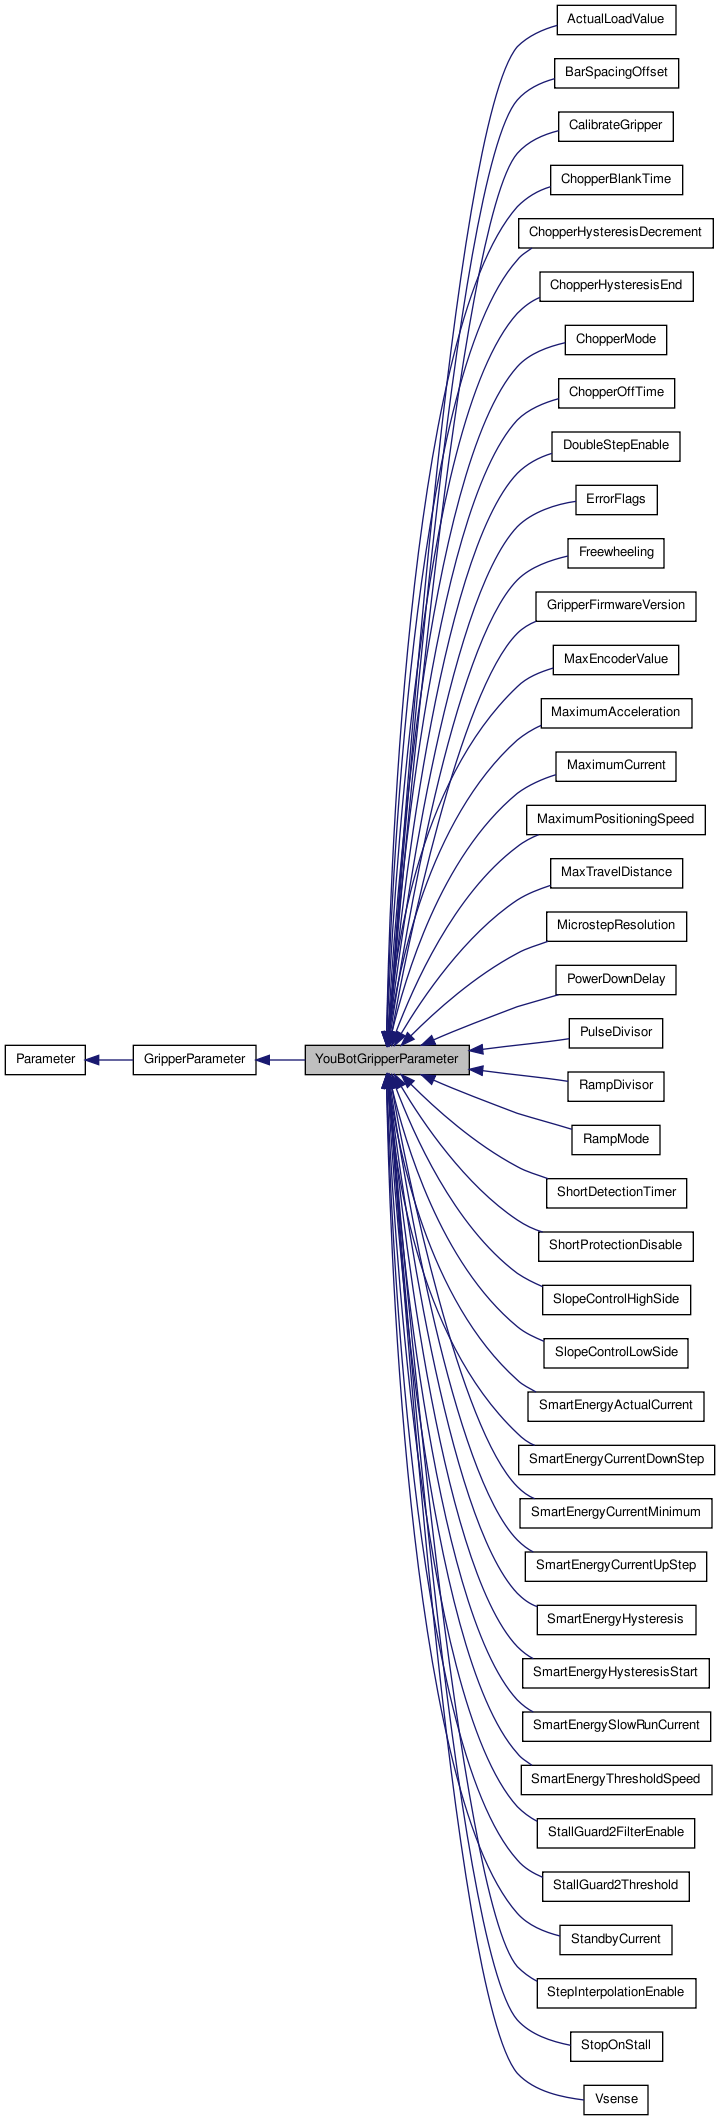 ActualLoadValue
BarSpacingOffset
CalibrateGripper
ChopperBlankTime
ChopperHysteresisDecrement
ChopperHysteresisEnd
ChopperMode
ChopperOffTime
DoubleStepEnable
ErrorFlags
Freewheeling
GripperFirmwareVersion
MaxEncoderValue
MaximumAcceleration
MaximumCurrent
MaximumPositioningSpeed
MaxTravelDistance
MicrostepResolution
PowerDownDelay
PulseDivisor
Parameter
GripperParameter
YouBotGripperParameter
RampDivisor
RampMode
ShortDetectionTimer
ShortProtectionDisable
SlopeControlHighSide
SlopeControlLowSide
SmartEnergyActualCurrent
SmartEnergyCurrentDownStep
SmartEnergyCurrentMinimum
SmartEnergyCurrentUpStep
SmartEnergyHysteresis
SmartEnergyHysteresisStart
SmartEnergySlowRunCurrent
SmartEnergyThresholdSpeed
StallGuard2FilterEnable
StallGuard2Threshold
StandbyCurrent
StepInterpolationEnable
StopOnStall
Vsense